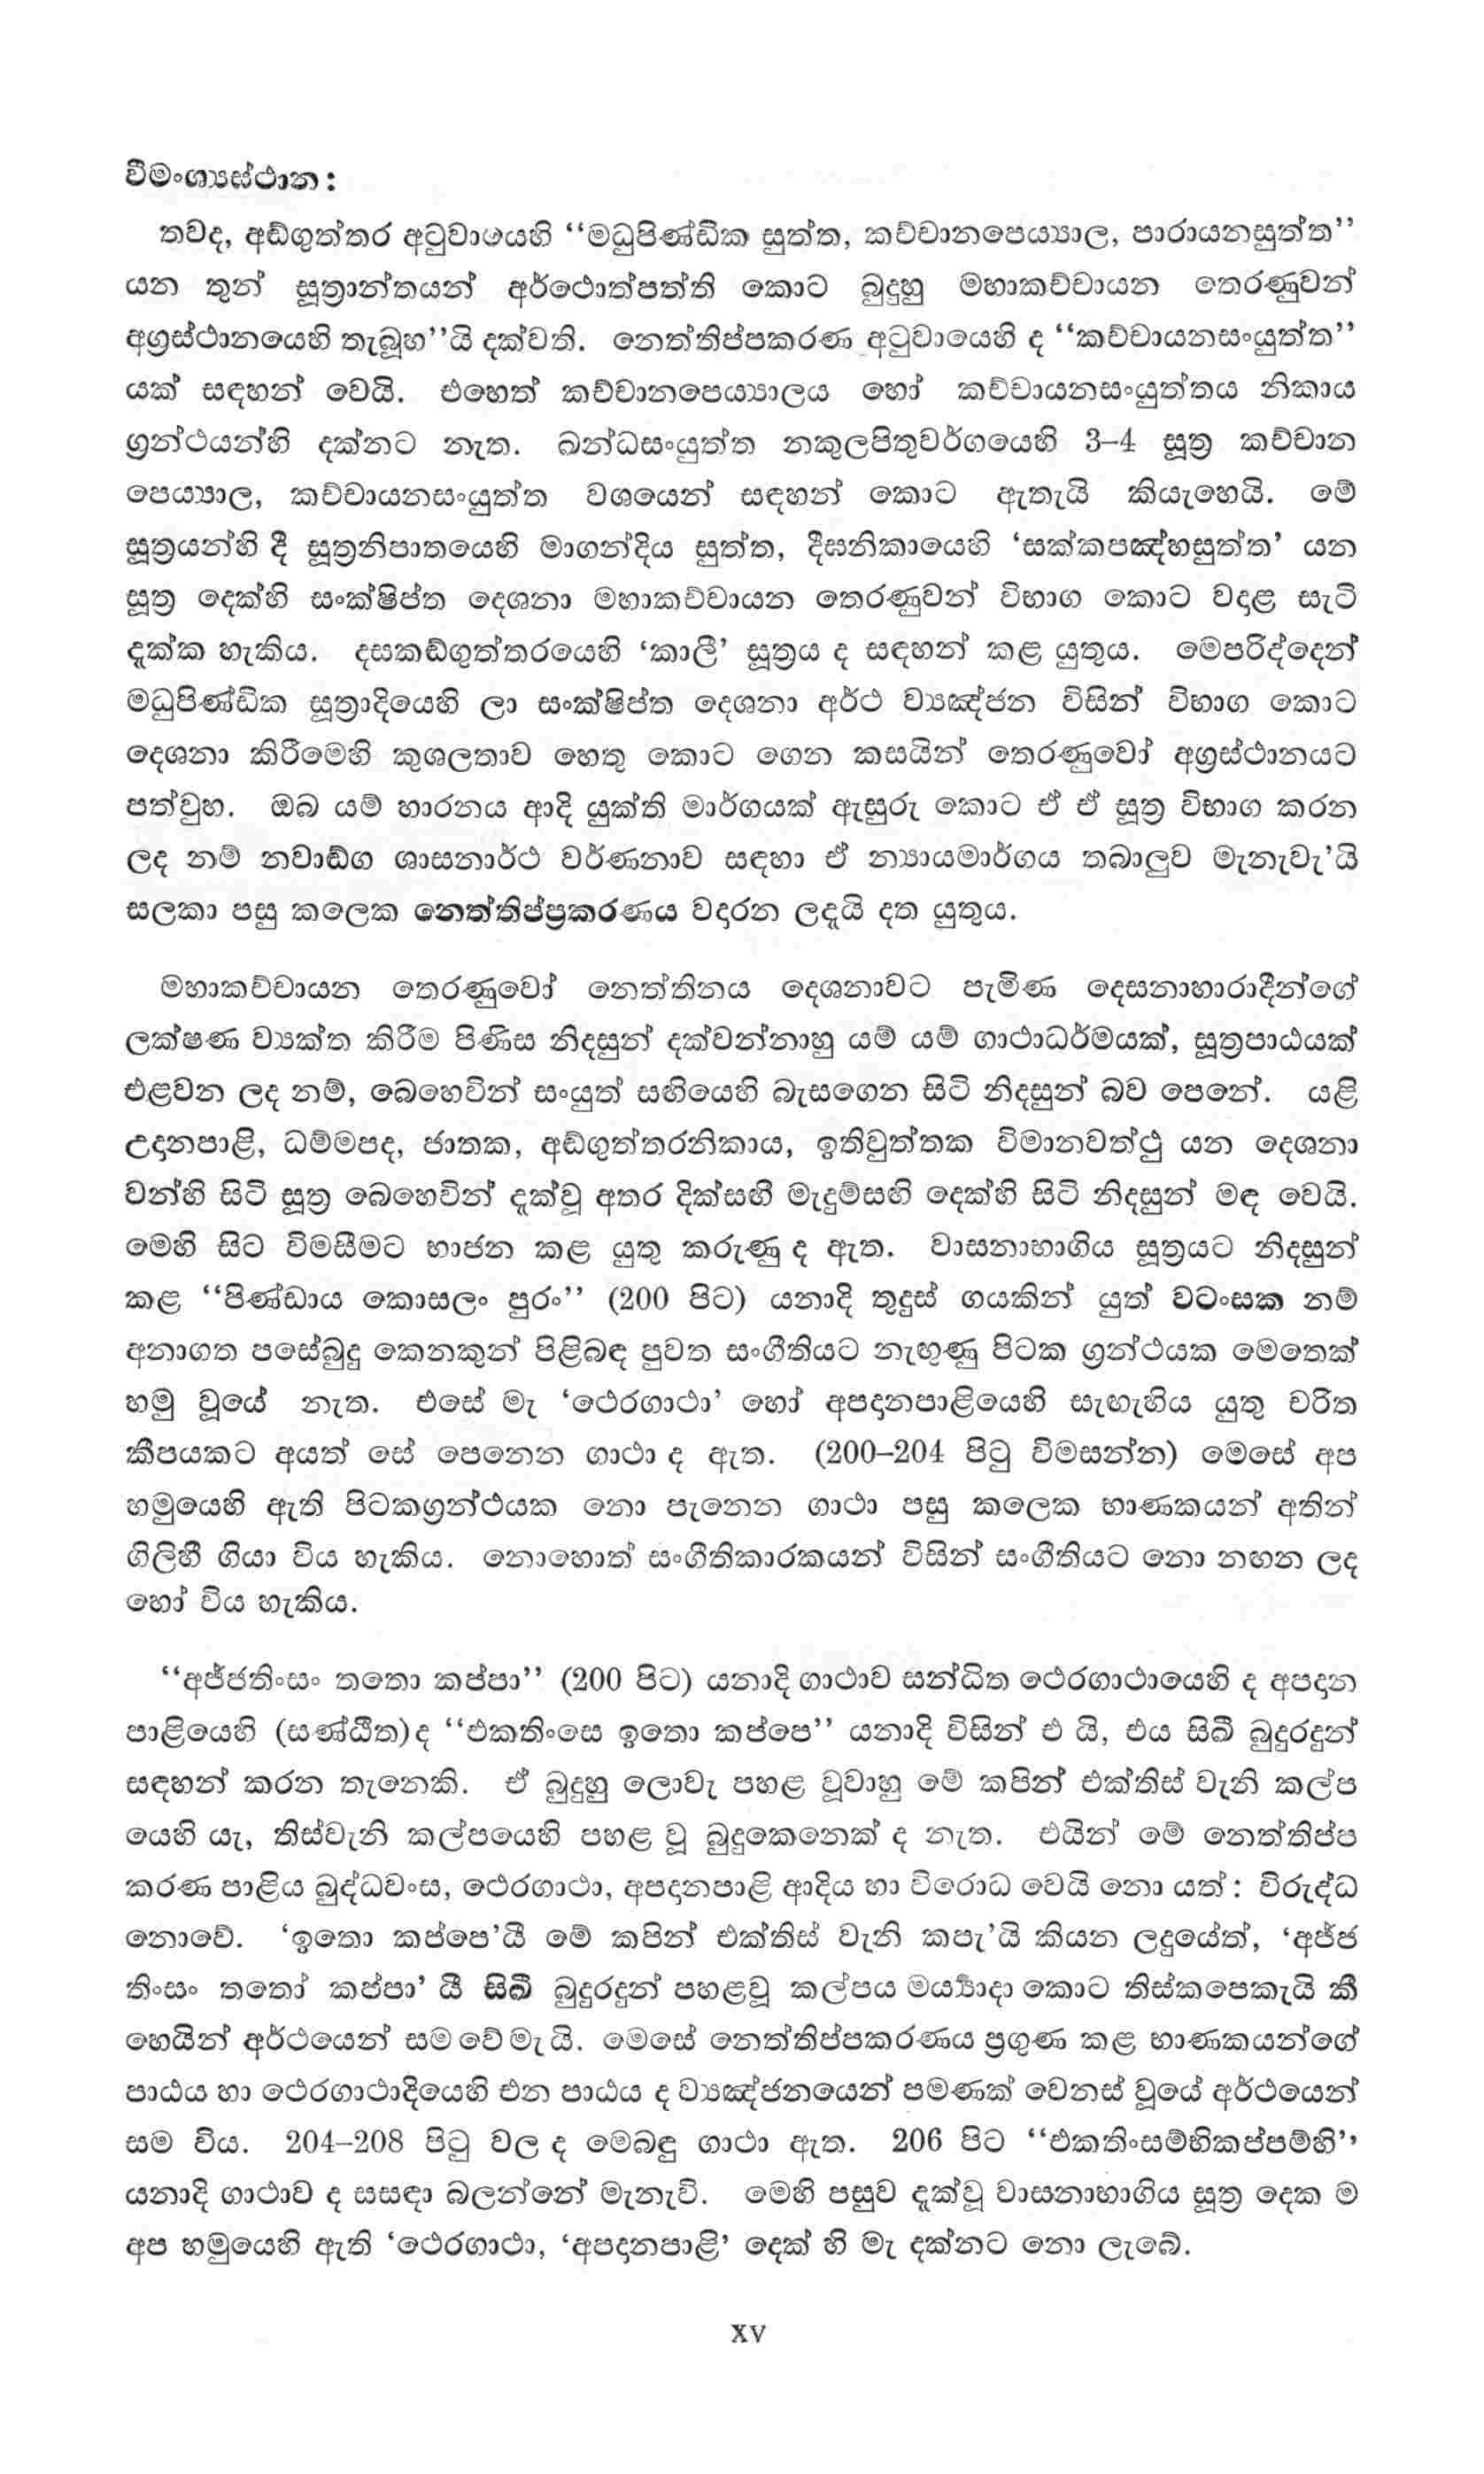 වීමංශ්‍යස්ථාන :
තවද, අඞ්ගුත්තර අටුවායෙහි “මධුපිණ්ඩික සුත්ත, කච්චානපෙය්‍යාල, පාරායනසුත්ත”
යන තුන් සූත්‍රාන්තයන් අර්ථොත්පත්ති කොට බුදුහු මහාකච්චායන තෙරණුවන්
අග්‍රස්ථානයෙහි තැබූහ”යි දක්වති. නෙත්තිප්පකරණ අටුවායෙහි ද “කච්චායනසංයුත්ත”
යක් සඳහන් වෙයි. එහෙත් කච්චානපෙය්‍යාලය හෝ කච්චායනසංයුත්තය නිකාය
ග්‍රන්ථයන්හි දක්නට නැත. ඛන්ධසංයුත්ත නකුලපිතුවර්ගයෙහි 3–4 සූත්‍ර කච්චාන
පෙය්‍යාල, කච්චායනසංයුත්ත වශයෙන් සඳහන් කොට ඇතැයි කියැහෙයි. මේ
සූත්‍රයන්හි දී සූත්‍රනිපාතයෙහි මාගන්දිය සුත්ත, දීඝනිකායෙහි ‘සක්කපඤ්හසුත්ත’ යන
සූත්‍ර දෙක්හි සංක්ෂිප්ත දෙශනා මහාකච්චායන තෙරණුවන් විභාග කොට වදාළ සැටි
දැක්ක හැකිය. දසකඞ්ගුත්තරයෙහි ‘කාලී’ සූත්‍රය ද සඳහන් කළ යුතුය. මෙපරිද්දෙන්
මධුපිණ්ඩික සූත්‍රාදියෙහි ලා සංක්ෂිප්ත දෙශනා අර්ථ ව්‍යඤ්ජන විසින් විභාග කොට
දෙශනා කිරීමෙහි කුශලතාව හෙතු කොට ගෙන කසයින් තෙරණුවෝ අග්‍රස්ථානයට
පත්වුහ. ඔබ යම් හාරනය ආදි යුක්ති මාර්ගයක් ඇසුරු කොට ඒ ඒ සූත්‍ර විභාග කරන
ලද නම් නවාඞ්ග ශාසනාර්ථ වර්ණනාව සඳහා ඒ න්‍යායමාර්ගය තබාලුව මැනැවැ’යි
සලකා පසු කලෙක නෙත්තිප්ප්‍රකරණය වදාරන ලදැයි දත යුතුය.
මහාකච්චායන තෙරණුවෝ නෙත්තිනය දෙශනාවට පැමිණ දෙසනාහාරාදීන්ගේ
ලක්ෂණ ව්‍යක්ත කිරීම පිණිස නිදසුන් දක්වන්නාහු යම් යම් ගාථාධර්මයක්, සූත්‍රපාඨයක්
එළවන ලද නම්, බෙහෙවින් සංයුත් සඟියෙහි බැසගෙන සිටි නිදසුන් බව පෙනේ. යළි
උදානපාළි, ධම්මපද, ජාතක, අඞ්ගුත්තරනිකාය, ඉතිවුත්තක විමානවත්ථු යන දෙශනා
වන්හි සිටි සූත්‍ර බෙහෙවින් දැක්වූ අතර දික්සඟී මැදුම්සඟි දෙක්හි සිටි නිදසුන් මඳ වෙයි.
මෙහි සිට විමසීමට භාජන කළ යුතු කරුණු ද ඇත. වාසනාභාගිය සූත්‍රයට නිදසුන්
කළ “පිණ්ඩාය කොසලං පුරං” (200 පිට) යනාදි තුදුස් ගයකින් යුත් වටංසක නම්
අනාගත පසේබුදු කෙනකුන් පිළිබඳ පුවත සංගීතියට නැඟුණු පිටක ග්‍රන්ථයක මෙතෙක්
හමු වූයේ නැත. එසේ මැ ‘ථෙරගාථා’ හෝ අපදානපාළියෙහි සැඟැහිය යුතු චරිත
කීපයකට අයත් සේ පෙනෙන ගාථා ද ඇත. (200–204 පිටු විමසන්න) මෙසේ අප
හමුයෙහි ඇති පිටකග්‍රන්ථයක නො පැනෙන ගාථා පසු කලෙක භාණකයන් අතින්
ගිලිහී ගියා විය හැකිය. නොහොත් සංගීතිකාරකයන් විසින් සංගීතියට නො නඟන ලද
හෝ විය හැකිය.
“අජ්ජතිංසං තතො කප්පා” (200 පිට) යනාදි ගාථාව සන්ධිත ථෙරගාථායෙහි ද අපදාන
පාළියෙහි (සණ්ඨිත)ද “එකතිංසෙ ඉතො කප්පෙ” යනාදි විසින් එ යි, එය සිඛී බුදුරදුන්
සඳහන් කරන තැනෙකි. ඒ බුදුහු ලොවැ පහළ වූවාහු මේ කපින් එක්තිස් වැනි කල්ප
යෙහි යැ, තිස්වැනි කල්පයෙහි පහළ වූ බුදුකෙනෙක් ද නැත. එයින් මේ නෙත්තිප්ප
කරණ පාළිය බුද්ධවංස, ථෙරගාථා, අපදානපාළි ආදිය හා විරොධ වෙයි නො යත් : විරුද්ධ
නොවේ. ‘ඉතො කප්පෙ’යී මේ කපින් එක්තිස් වැනි කපැ’යි කියන ලදුයේත්, ‘අජ්ජ
තිංසං තතෝ කප්පා’ යී සිඛී බුදුරදුන් පහළවූ කල්පය මර්‍ය්‍යාදා කොට තිස්කපෙකැයි කී
හෙයින් අර්ථයෙන් සම වේ මැ යි. මෙසේ නෙත්තිප්පකරණය ප්‍රගුණ කළ භාණකයන්ගේ
පාඨය හා ථෙරගාථාදියෙහි එන පාඨය ද ව්‍යඤ්ජනයෙන් පමණක් වෙනස් වූයේ අර්ථයෙන්
සම විය. 204–208 පිටු වල ද මෙබඳු ගාථා ඇත. 206 පිට “එකතිංසම්හිකප්පම්හි”
යනාදි ගාථාව ද සසඳා බලන්නේ මැනැවි. මෙහි පසුව දැක්වූ වාසනාභාගිය සූත්‍ර දෙක ම
අප හමුයෙහි ඇති ‘ථෙරගාථා, ‘අපදානපාළි’ දෙක් හි මැ දක්නට නො ලැබේ.
xv